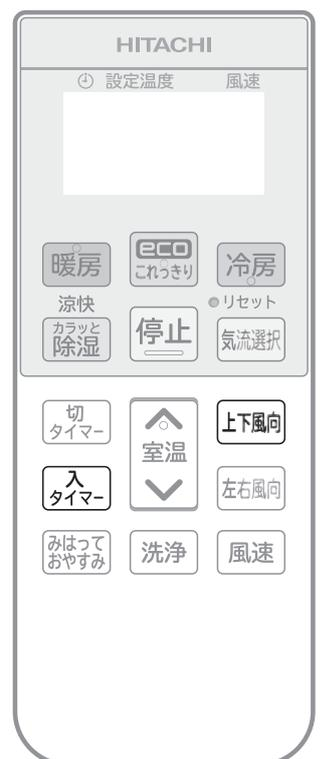 HITACHI
設定温度 風速
暖房
eco
これっきり
冷房
涼快
カラッと
除湿
停止
リセット
気流選択
切
タイマー
室温
上下風向
入
タイマー
左右風向
みはって
おやすみ
洗浄
風速